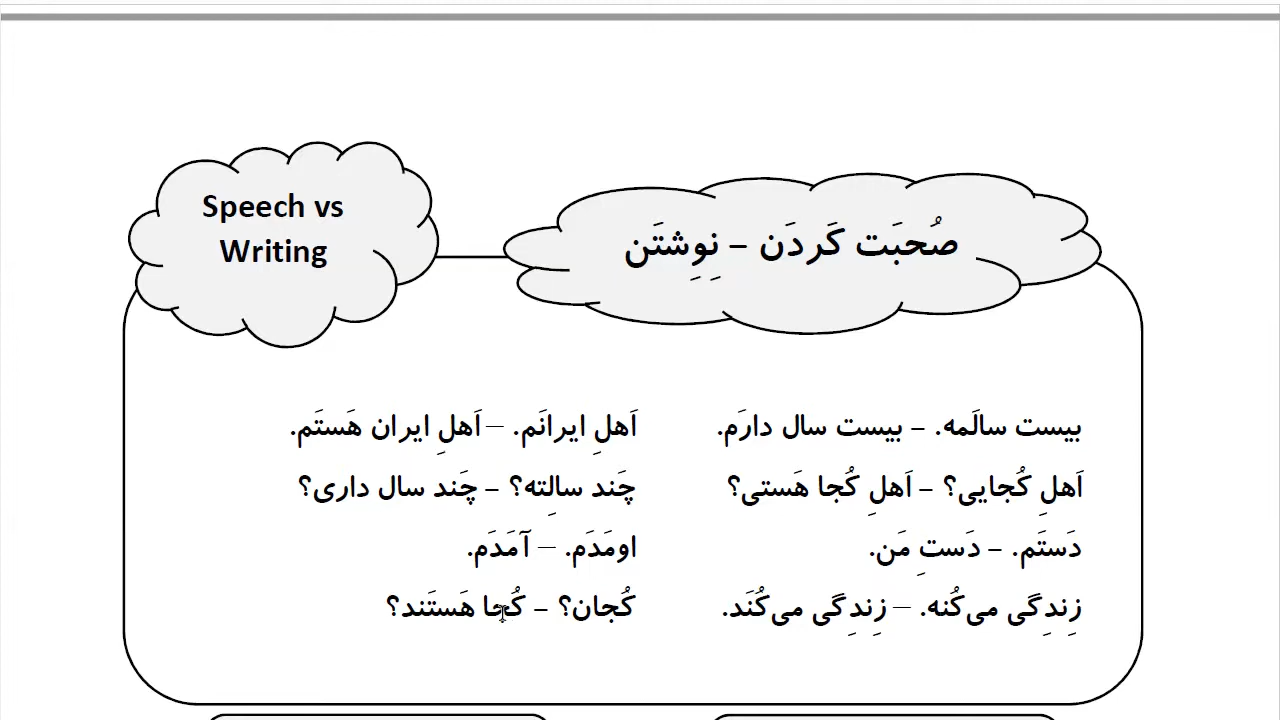 Speech vs
Writing
صُحبَت کَردَن – نِوِشتَن
بیست سالَمه. – بیست سال دارَم.
اَهلِ ایرانَم. – اَهلِ ایران هَستَم.
اَهلِ کُجایی؟ – اَهلِ کُجا هَستی؟
چَند سالِته؟ – چَند سال داری؟
دَستَم. – دَستِ مَن.
اومَدَم. – آمَدَم.
زِندِگی می‌کُنه. – زِندِگی می‌کُنَد.
کُجان؟ – کُجا هَستَند؟